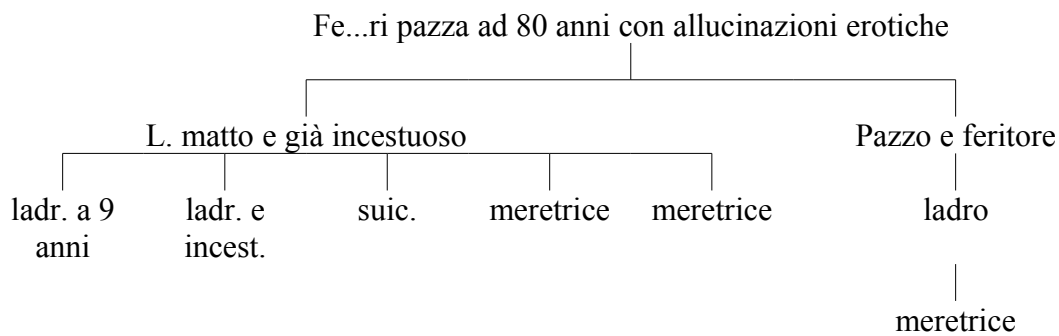 Fe...ri pazza ad 80 anni con allucinazioni erotiche
L. matto e già incestuoso Pazzo e feritore
ladr. a 9 ladr. e suic. meretrice meretrice ladro
anni incest.
meretrice